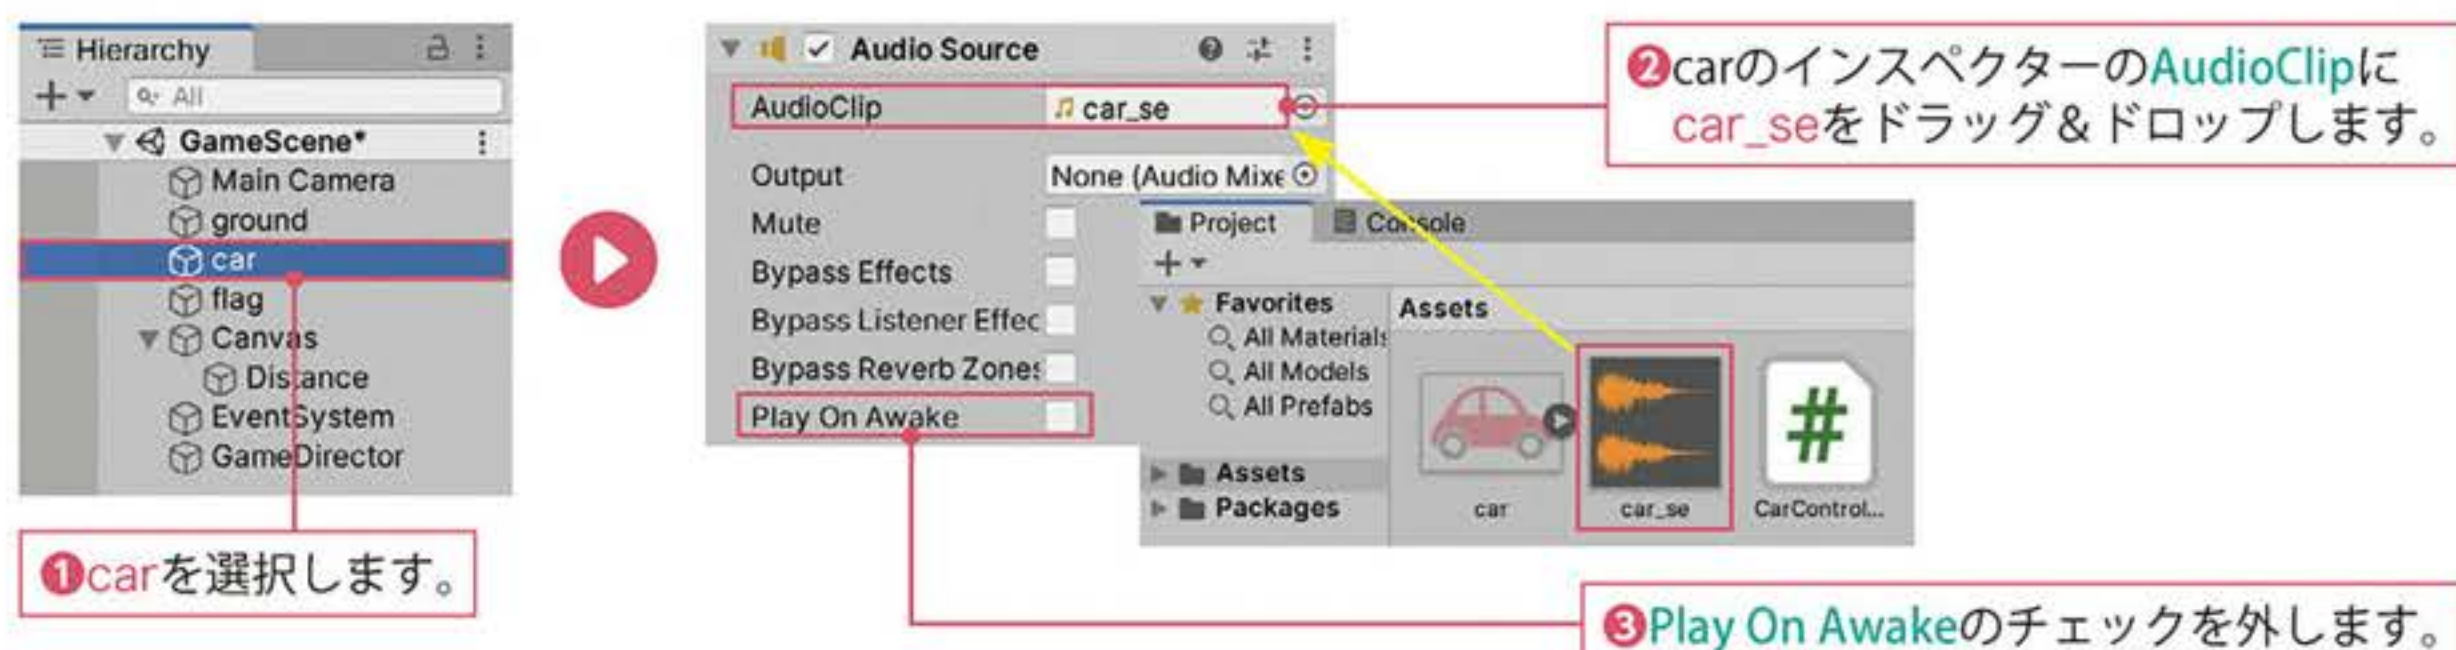 Hierarchy
All
GameScene*
Main Camera
ground
car
flag
Canvas
Distance
EventSystem
GameDirector
❶carを選択します。
Audio Source
AudioClip car_se
Output None (Audio Mixe
Mute
Bypass Effects
Bypass Listener Effec
Bypass Reverb Zones
Play On Awake
❷carのインスペクターのAudioClipに
car_seをドラッグ&ドロップします。
Project Console
Favorites
All Materials
All Models
All Prefabs
Assets
Packages
Assets
car car_se CarControl...
❸Play On Awakeのチェックを外します。